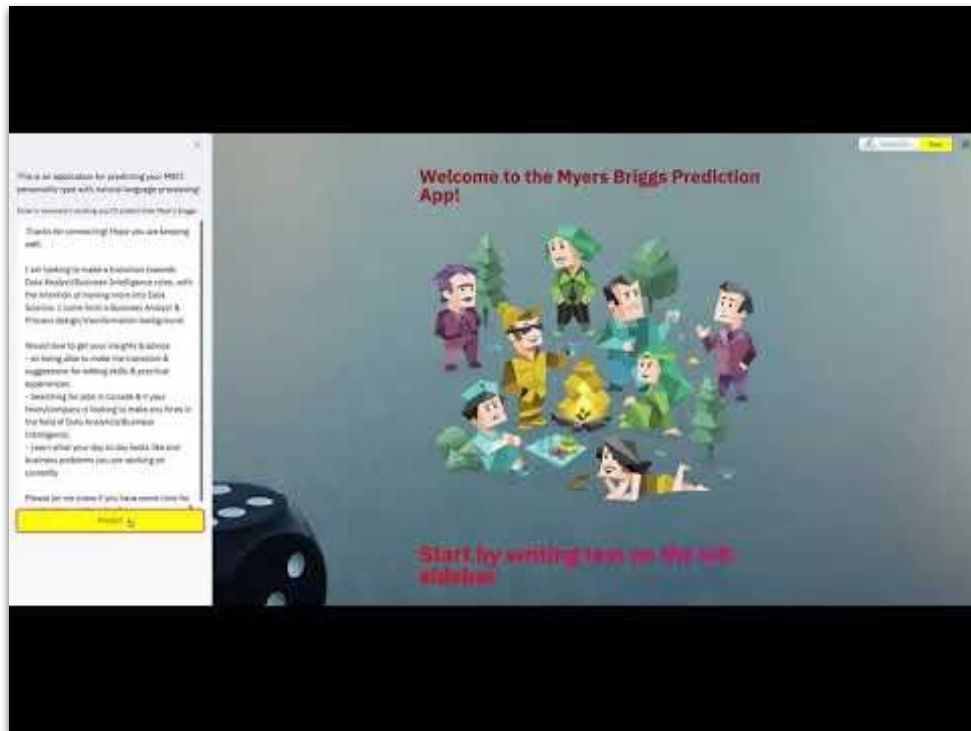 This is an application for predicting your MBTI
personality type with natural language processing!
Thanks for connecting! Hope you are keeping
well.
I am looking to make a transition towards
Data Analyst/Business Intelligence roles, with
the intention of moving more into Data
Science. I come from a Business Analyst &
Process design/transformation background.
Would love to get your insights & advice
- on being able to make the transition &
suggestions for adding skills & practical
experiences.
- Searching for jobs in Canada & if your
team/company is looking to make any hires in
the field of Data Analytics/Business
Intelligence.
- Learn what your day to day looks like and
business problems you are working on
currently
Please let me know if you have some time for
Predict
Welcome to the Myers Briggs Prediction
App!
Start by writing text on the left
sidebar